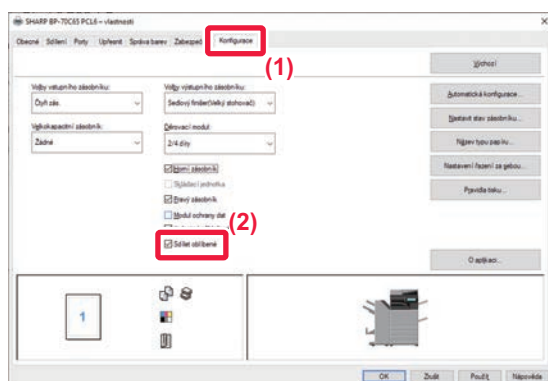 SHARP BP-70C65 PCL6 – vlastnosti
Obecné Sdílení Porty Upřesnit Správa barev Zabezpeč Konfigurace
(1)
Výchozí
Volby vstupního zásobníku:
Čtyři zás.
Volby výstupního zásobníku:
Sedlový finišer(Velký stohovač)
Automatická konfigurace...
Nastavit stav zásobníku...
Velkokapacitní zásobník:
Žádné
Děrovací modul:
2/4 díry
Název typu papíru...
Nastavení řazení za sebou...
Horní zásobník
Skládací jednotka
Pravidla tisku...
Pravý zásobník
Modul ochrany dat
(2)
Sdílet oblíbené
O aplikaci...
1
OK Zrušit Použít Nápověda